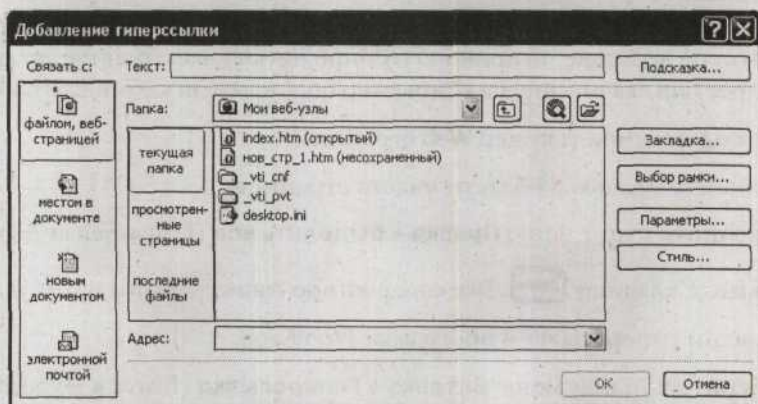 Добавление гиперссылки
Связать с:
Текст:
Подсказка...
файлом, веб-
страницей
Папка:
Мои веб-узлы
текущая
папка
index.htm (открытый)
нов_стр_1.htm (несохраненный)
_vti_cnf
_vti_pvt
desktop.ini
Закладка...
Выбор рамки...
местом в
документе
просмотрен-
ные
страницы
Параметры...
Стиль...
новым
документом
последние
файлы
электронной
почтой
Адрес:
ОК
Отмена